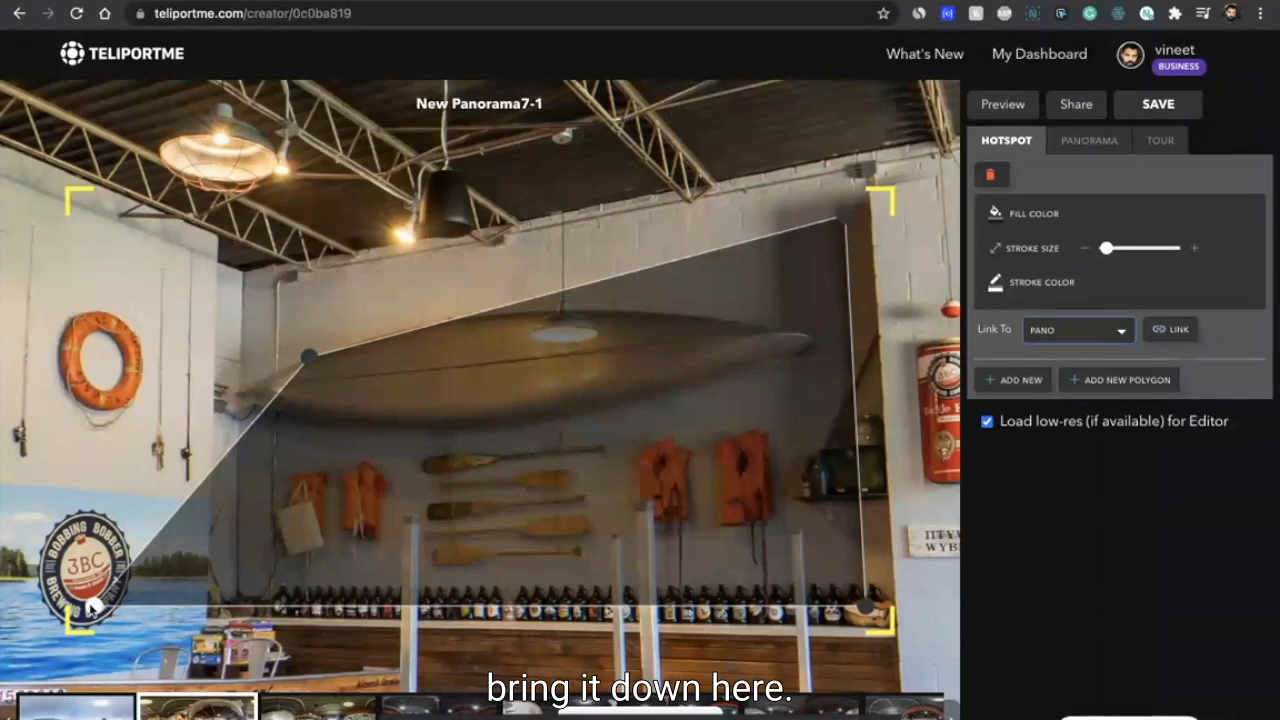 teliportme.com/creator/0c0ba819
TELIPORTME
What's New
My Dashboard
vineet
BUSINESS
New Panorama7-1
Preview
Share
SAVE
HOTSPOT
PANORAMA
TOUR
FILL COLOR
STROKE SIZE
STROKE COLOR
Link To
PANO
LINK
+ ADD NEW
+ ADD NEW POLYGON
Load low-res (if available) for Editor
BOBBING BOBBER
3BC
bring it down here.